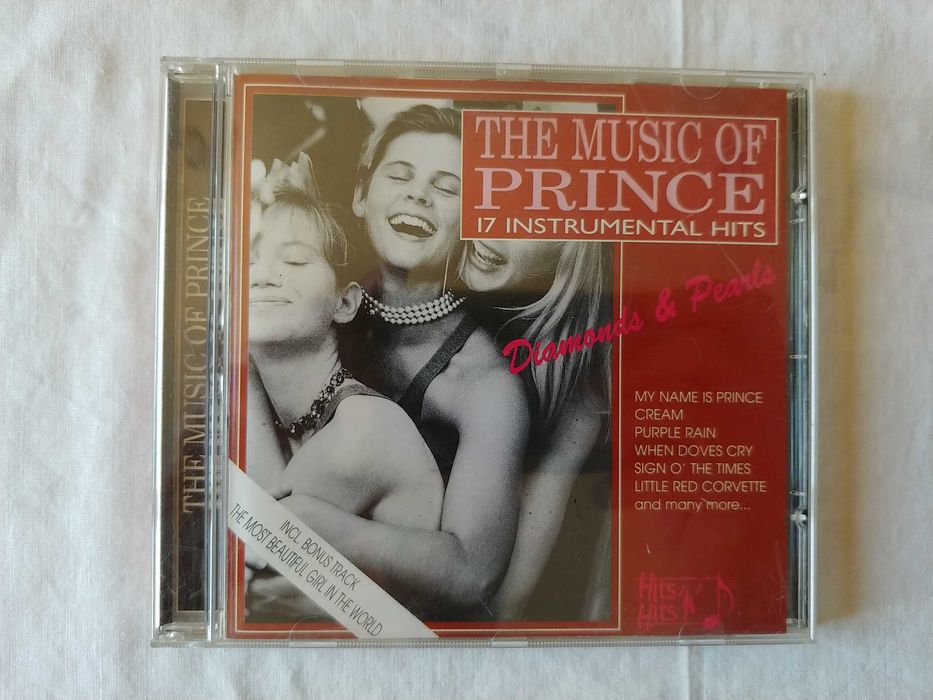 THE MUSIC OF PRINCE
THE MUSIC OF
PRINCE
17 INSTRUMENTAL HITS
Diamonds & Pearls
MY NAME IS PRINCE
CREAM
PURPLE RAIN
WHEN DOVES CRY
SIGN O' THE TIMES
LITTLE RED CORVETTE
and many more...
INCL. BONUS TRACK
THE MOST BEAUTIFUL GIRL IN THE WORLD
Hits
Hits